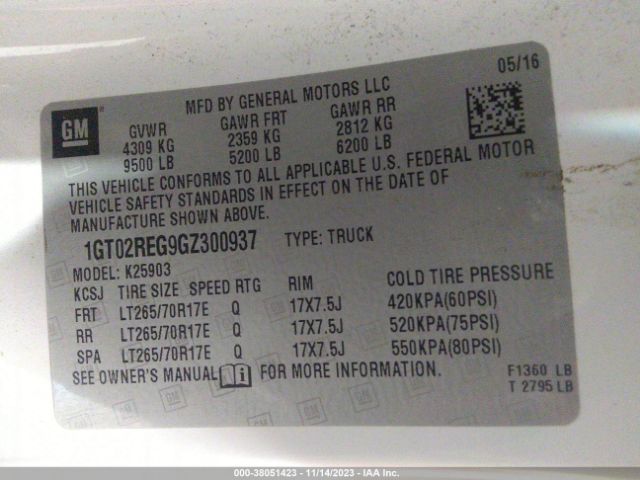 05/16
MFD BY GENERAL MOTORS LLC
GM
GVWR GAWR FRT GAWR RR
4309 KG 2359 KG 2812 KG
9500 LB 5200 LB 6200 LB
THIS VEHICLE CONFORMS TO ALL APPLICABLE U.S. FEDERAL MOTOR
VEHICLE SAFETY STANDARDS IN EFFECT ON THE DATE OF
MANUFACTURE SHOWN ABOVE.
1GT02REG9GZ300937 TYPE: TRUCK
MODEL: K25903
KCSJ TIRE SIZE SPEED RTG RIM COLD TIRE PRESSURE
FRT LT265/70R17E Q 17X7.5J 420KPA(60PSI)
RR LT265/70R17E Q 17X7.5J 520KPA(75PSI)
SPA LT265/70R17E Q 17X7.5J 550KPA(80PSI)
SEE OWNER'S MANUAL FOR MORE INFORMATION.
F1360 LB
T 2795 LB
000-38051423 - 11/14/2023 - IAA Inc.